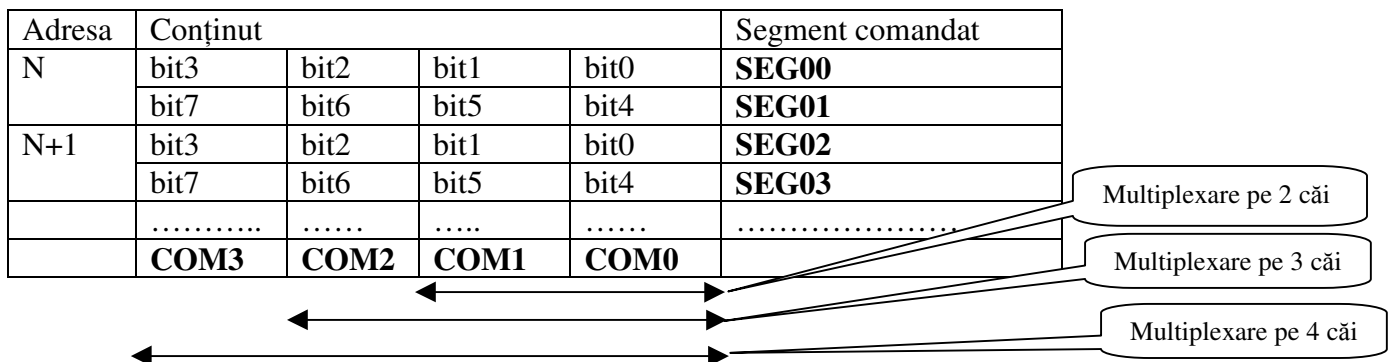 Adresa Conținut Segment comandat
N bit3 bit2 bit1 bit0 SEG00
bit7 bit6 bit5 bit4 SEG01
N+1 bit3 bit2 bit1 bit0 SEG02
bit7 bit6 bit5 bit4 SEG03
……….. …… ….. …… …………………
COM3 COM2 COM1 COM0
Multiplexare pe 2 căi
Multiplexare pe 3 căi
Multiplexare pe 4 căi